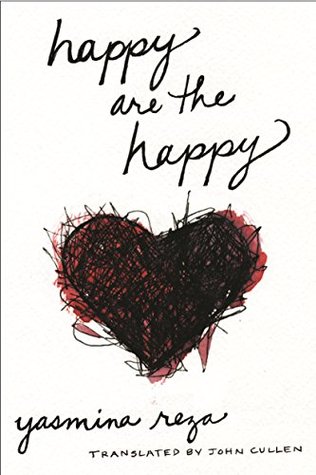 happy
are the
happy
yasmina reza
TRANSLATED BY JOHN CULLEN